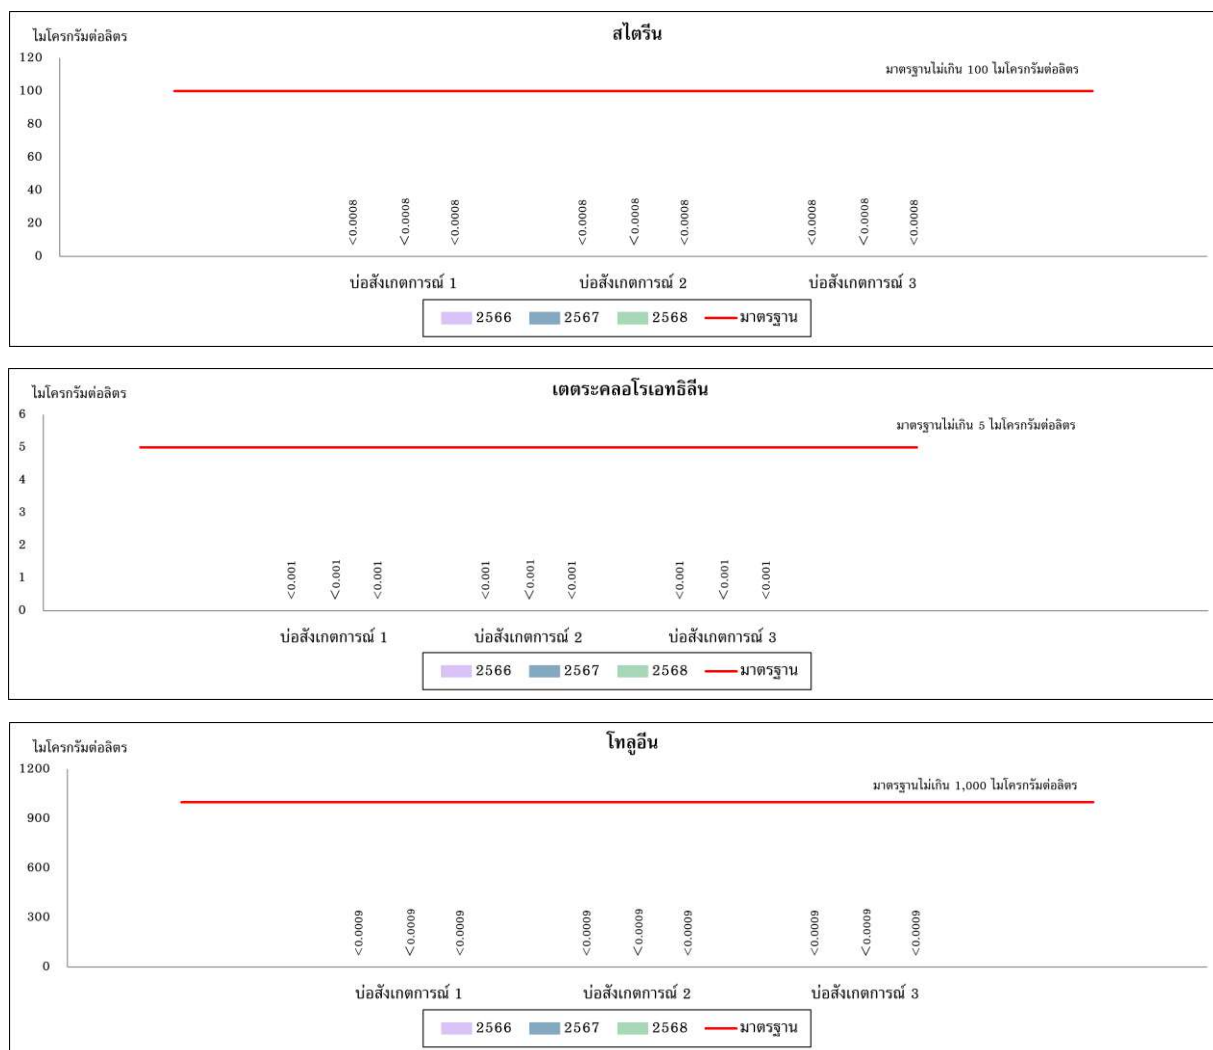 สไตรีน
ไมโครกรัมต่อลิตร
120
มาตรฐานไม่เกิน 100 ไมโครกรัมต่อลิตร
100
80
60
40
20
0
<0.0008 <0.0008 <0.0008 <0.0008 <0.0008 <0.0008 <0.0008 <0.0008 <0.0008
บ่อสังเกตการณ์ 1 บ่อสังเกตการณ์ 2 บ่อสังเกตการณ์ 3
2566 2567 2568 มาตรฐาน
เตตระคลอโรเอทธิลีน
ไมโครกรัมต่อลิตร
6
มาตรฐานไม่เกิน 5 ไมโครกรัมต่อลิตร
5
4
3
2
1
0
<0.001 <0.001 <0.001 <0.001 <0.001 <0.001 <0.001 <0.001 <0.001
บ่อสังเกตการณ์ 1 บ่อสังเกตการณ์ 2 บ่อสังเกตการณ์ 3
2566 2567 2568 มาตรฐาน
โทลูอีน
ไมโครกรัมต่อลิตร
1200
มาตรฐานไม่เกิน 1,000 ไมโครกรัมต่อลิตร
900
600
300
0
<0.0009 <0.0009 <0.0009 <0.0009 <0.0009 <0.0009 <0.0009 <0.0009 <0.0009
บ่อสังเกตการณ์ 1 บ่อสังเกตการณ์ 2 บ่อสังเกตการณ์ 3
2566 2567 2568 มาตรฐาน